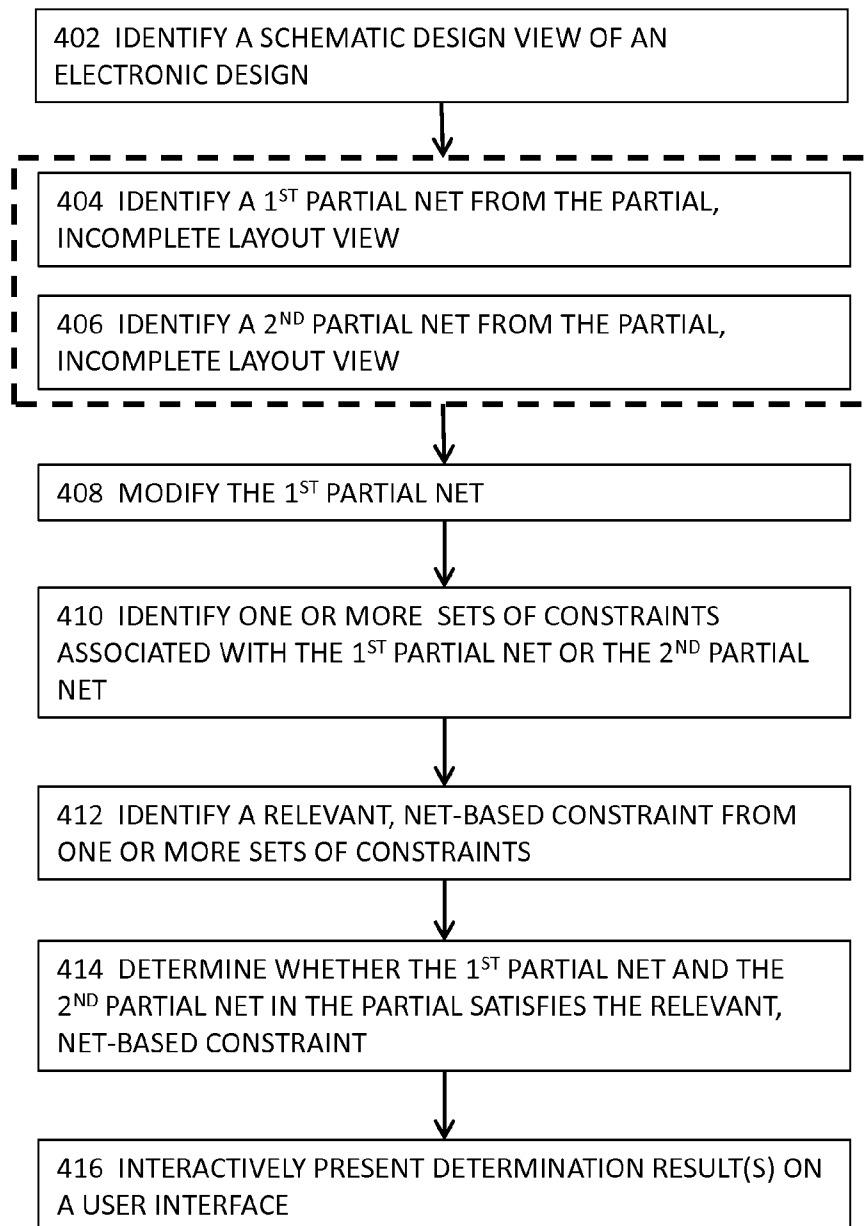 402 IDENTIFY A SCHEMATIC DESIGN VIEW OF AN
ELECTRONIC DESIGN
404 IDENTIFY A 1ST PARTIAL NET FROM THE PARTIAL,
INCOMPLETE LAYOUT VIEW
406 IDENTIFY A 2ND PARTIAL NET FROM THE PARTIAL,
INCOMPLETE LAYOUT VIEW
408 MODIFY THE 1ST PARTIAL NET
410 IDENTIFY ONE OR MORE SETS OF CONSTRAINTS
ASSOCIATED WITH THE 1ST PARTIAL NET OR THE 2ND PARTIAL
NET
412 IDENTIFY A RELEVANT, NET-BASED CONSTRAINT FROM
ONE OR MORE SETS OF CONSTRAINTS
414 DETERMINE WHETHER THE 1ST PARTIAL NET AND THE
2ND PARTIAL NET IN THE PARTIAL SATISFIES THE RELEVANT,
NET-BASED CONSTRAINT
416 INTERACTIVELY PRESENT DETERMINATION RESULT(S) ON
A USER INTERFACE